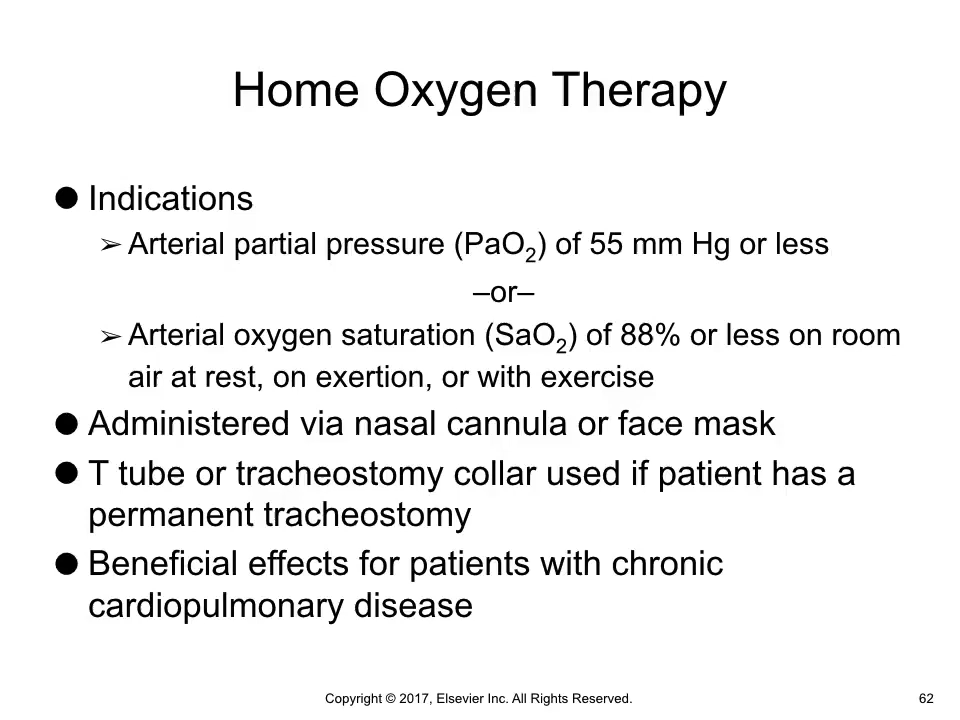 Home Oxygen Therapy
● Indications
➢ Arterial partial pressure (PaO₂) of 55 mm Hg or less
–or–
➢ Arterial oxygen saturation (SaO₂) of 88% or less on room
air at rest, on exertion, or with exercise
● Administered via nasal cannula or face mask
● T tube or tracheostomy collar used if patient has a
permanent tracheostomy
● Beneficial effects for patients with chronic
cardiopulmonary disease
Copyright © 2017, Elsevier Inc. All Rights Reserved.
62